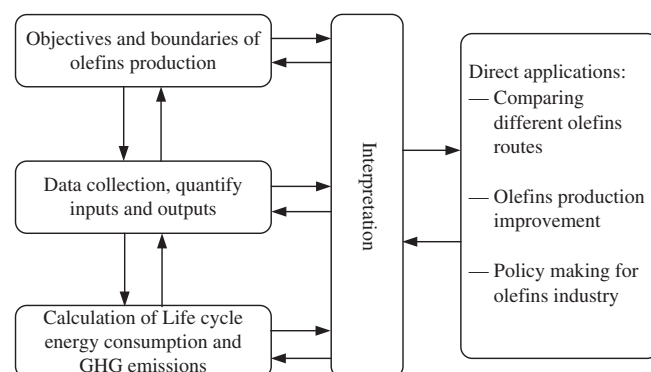 Objectives and boundaries of
olefins production
Data collection, quantify
inputs and outputs
Calculation of Life cycle
energy consumption and
GHG emissions
Interpretation
Direct applications:
— Comparing
different olefins
routes
— Olefins production
improvement
— Policy making for
olefins industry